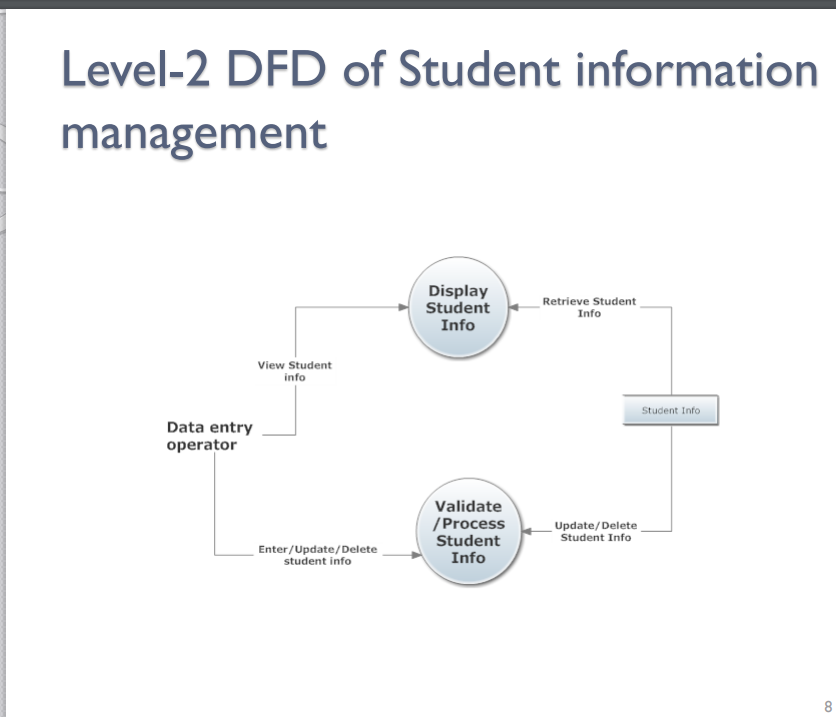 Level-2 DFD of Student information
management
Display
Student
Info
Retrieve Student
Info
View Student
info
Student Info
Data entry
operator
Validate
/Process
Student
Info
Update/Delete
Student Info
Enter/Update/Delete
student info
8